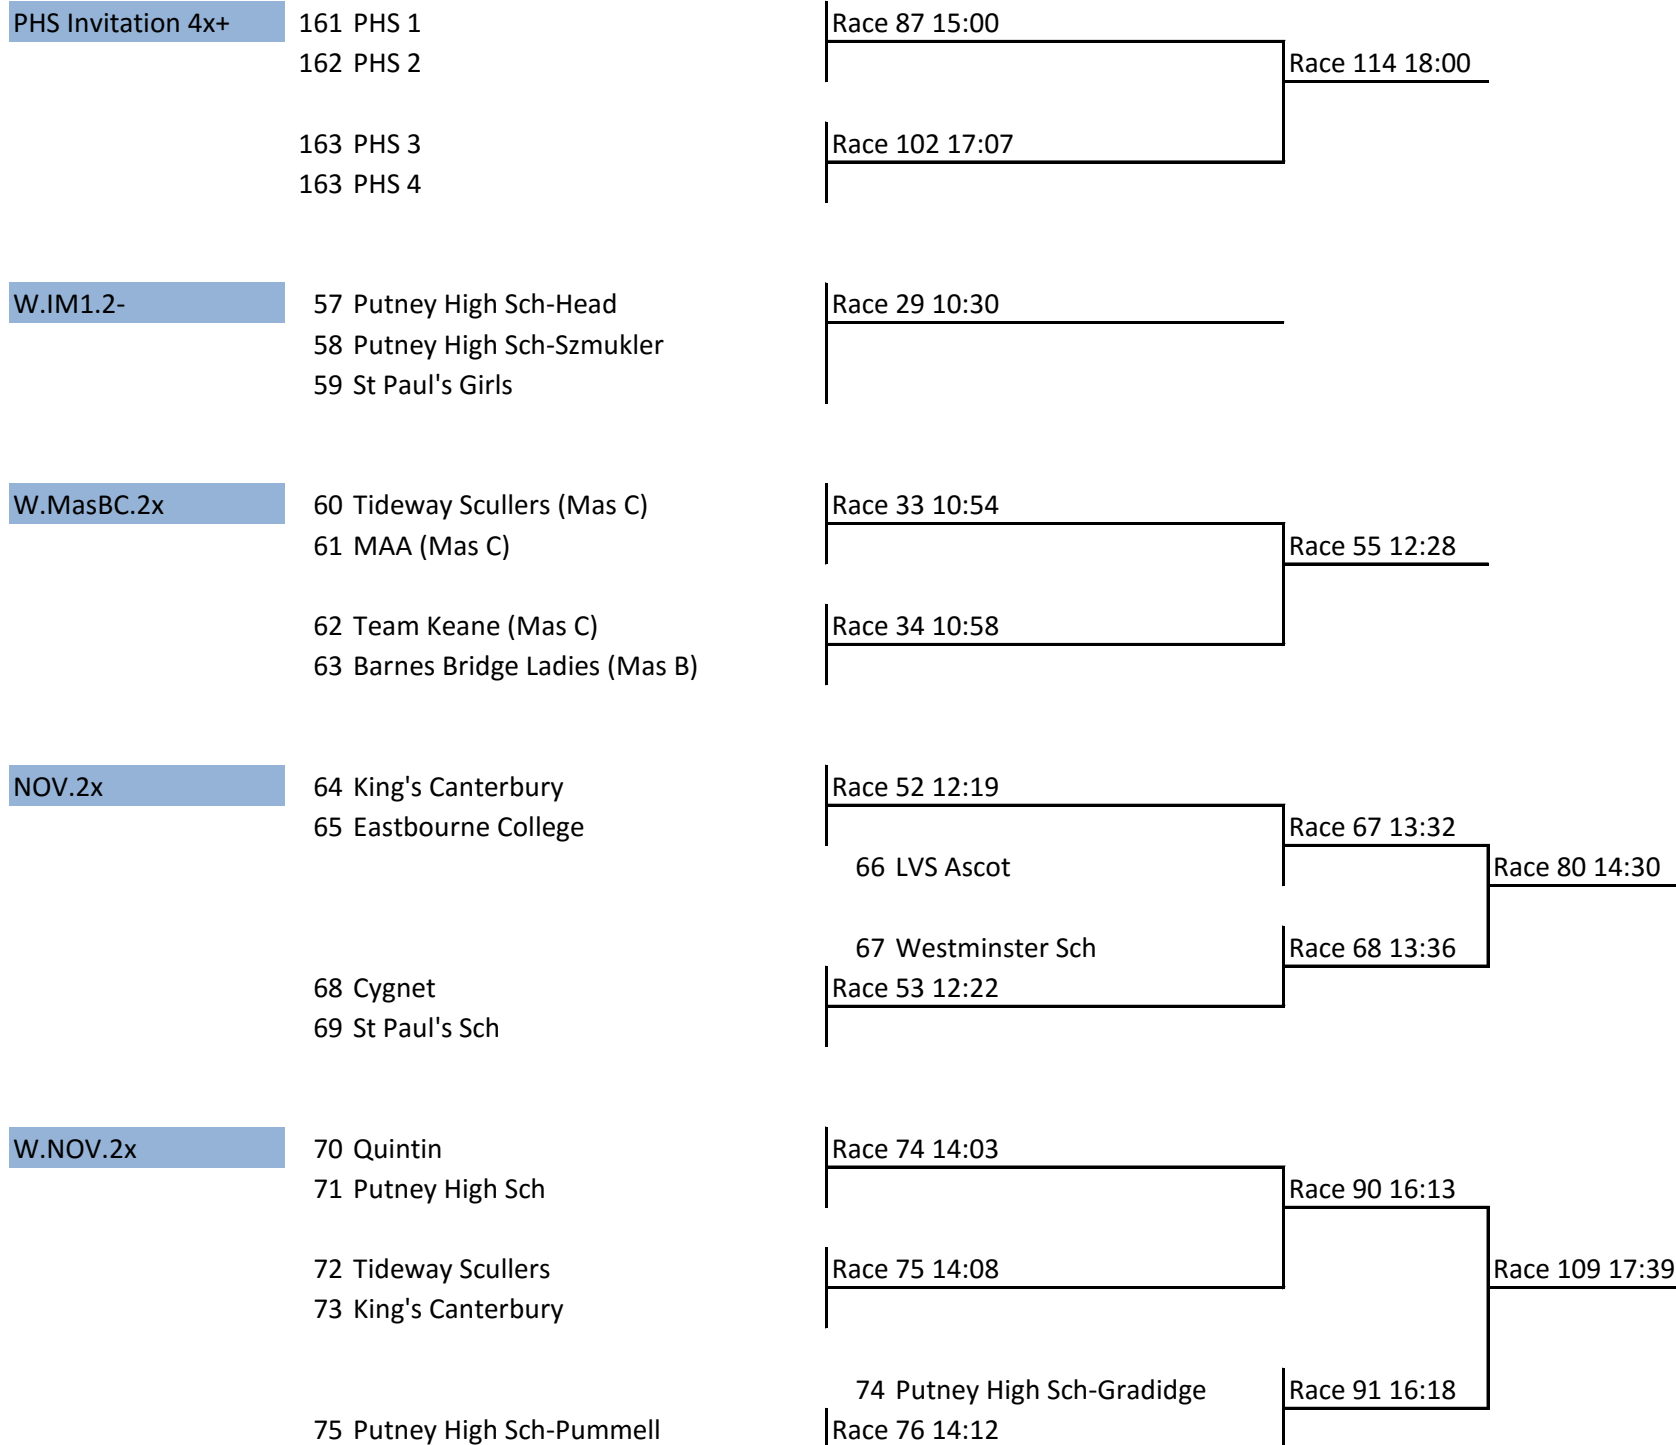 PHS Invitation 4x+ 161 PHS 1 Race 87 15:00
162 PHS 2 Race 114 18:00
163 PHS 3 Race 102 17:07
163 PHS 4
W.IM1.2- 57 Putney High Sch-Head Race 29 10:30
58 Putney High Sch-Szmukler
59 St Paul's Girls
W.MasBC.2x 60 Tideway Scullers (Mas C) Race 33 10:54
61 MAA (Mas C) Race 55 12:28
62 Team Keane (Mas C) Race 34 10:58
63 Barnes Bridge Ladies (Mas B)
NOV.2x 64 King's Canterbury Race 52 12:19
65 Eastbourne College Race 67 13:32
66 LVS Ascot Race 80 14:30
67 Westminster Sch Race 68 13:36
68 Cygnet Race 53 12:22
69 St Paul's Sch
W.NOV.2x 70 Quintin Race 74 14:03
71 Putney High Sch Race 90 16:13
72 Tideway Scullers Race 75 14:08 Race 109 17:39
73 King's Canterbury
74 Putney High Sch-Gradidge Race 91 16:18
75 Putney High Sch-Pummell Race 76 14:12